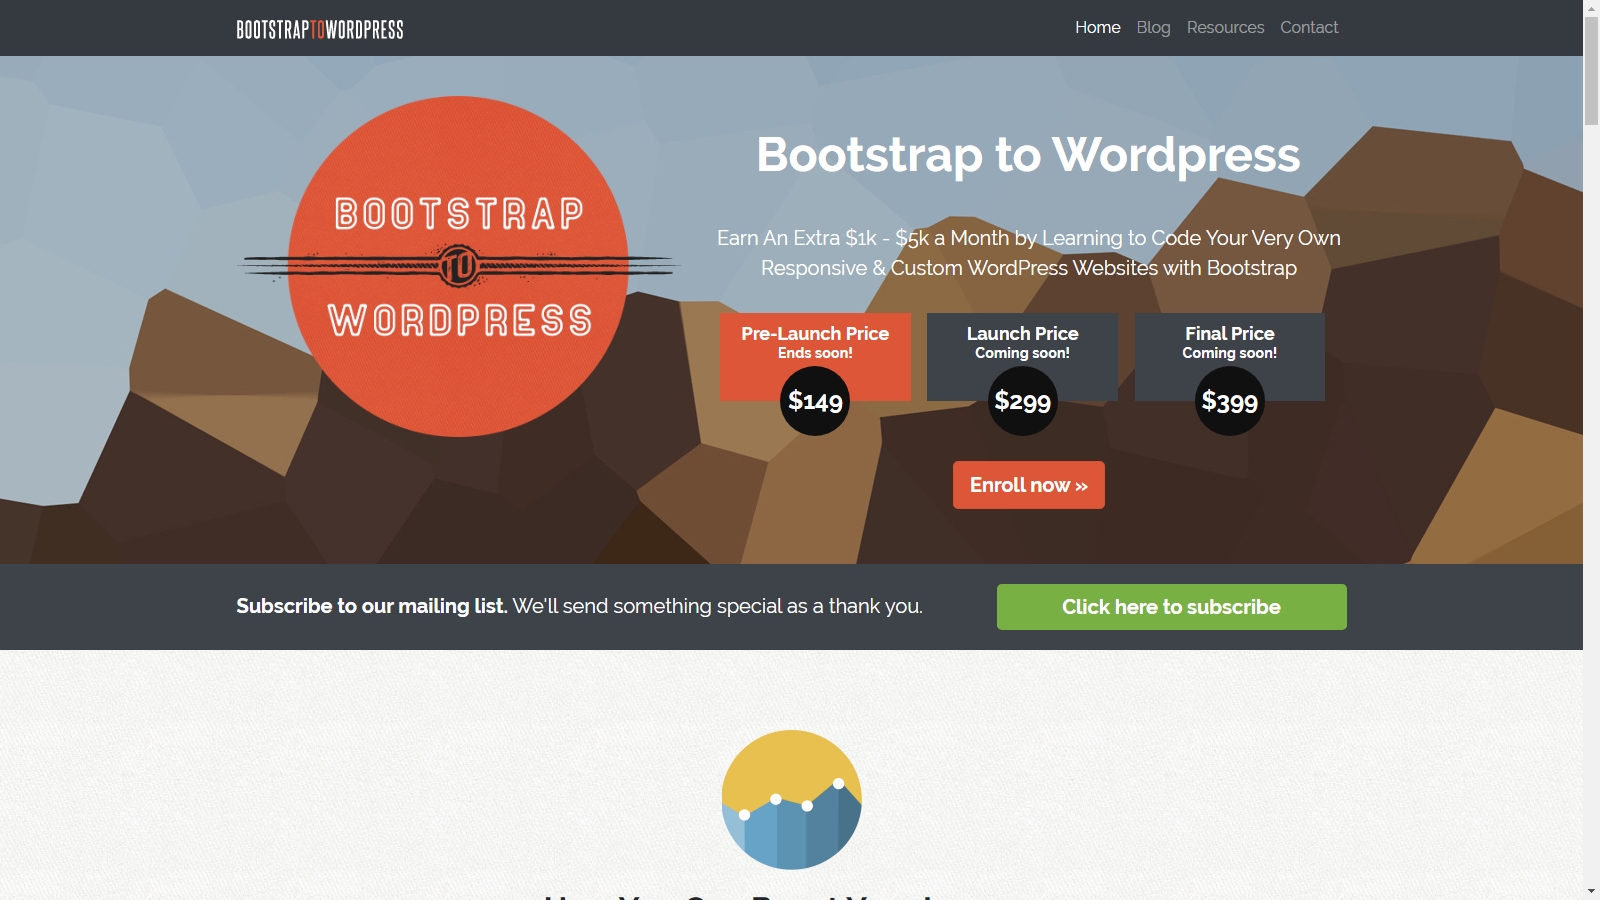 BOOTSTRAPTOWORDPRESS
Home Blog Resources Contact
BOOTSTRAP
TO
WORDPRESS
Bootstrap to Wordpress
Earn An Extra $1k - $5k a Month by Learning to Code Your Very Own
Responsive & Custom WordPress Websites with Bootstrap
Pre-Launch Price
Ends soon!
$149
Launch Price
Coming soon!
$299
Final Price
Coming soon!
$399
Enroll now »
Subscribe to our mailing list. We'll send something special as a thank you.
Click here to subscribe